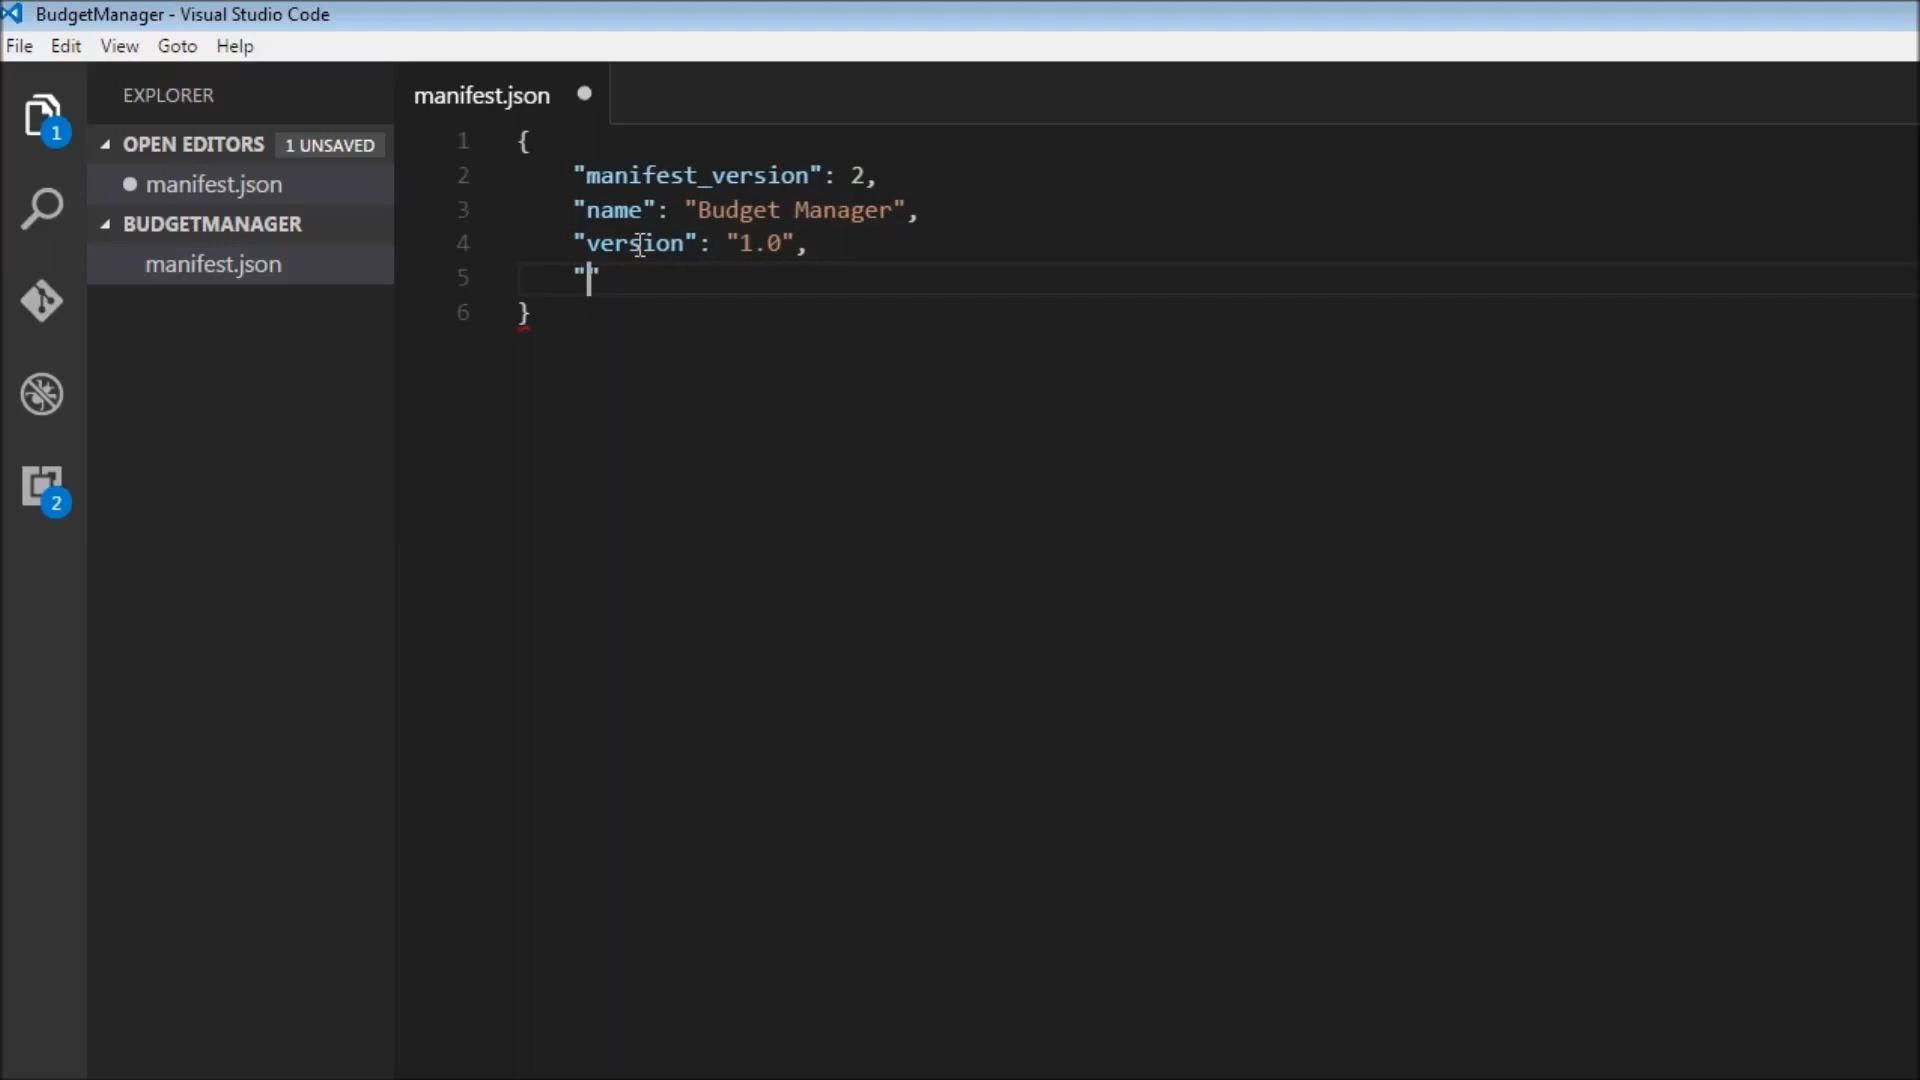 BudgetManager - Visual Studio Code
File Edit View Goto Help
EXPLORER
OPEN EDITORS 1 UNSAVED
manifest.json
BUDGETMANAGER
manifest.json
1
2
manifest.json
1 {
2 "manifest_version": 2,
3 "name": "Budget Manager",
4 "version": "1.0",
5 ""
6 }